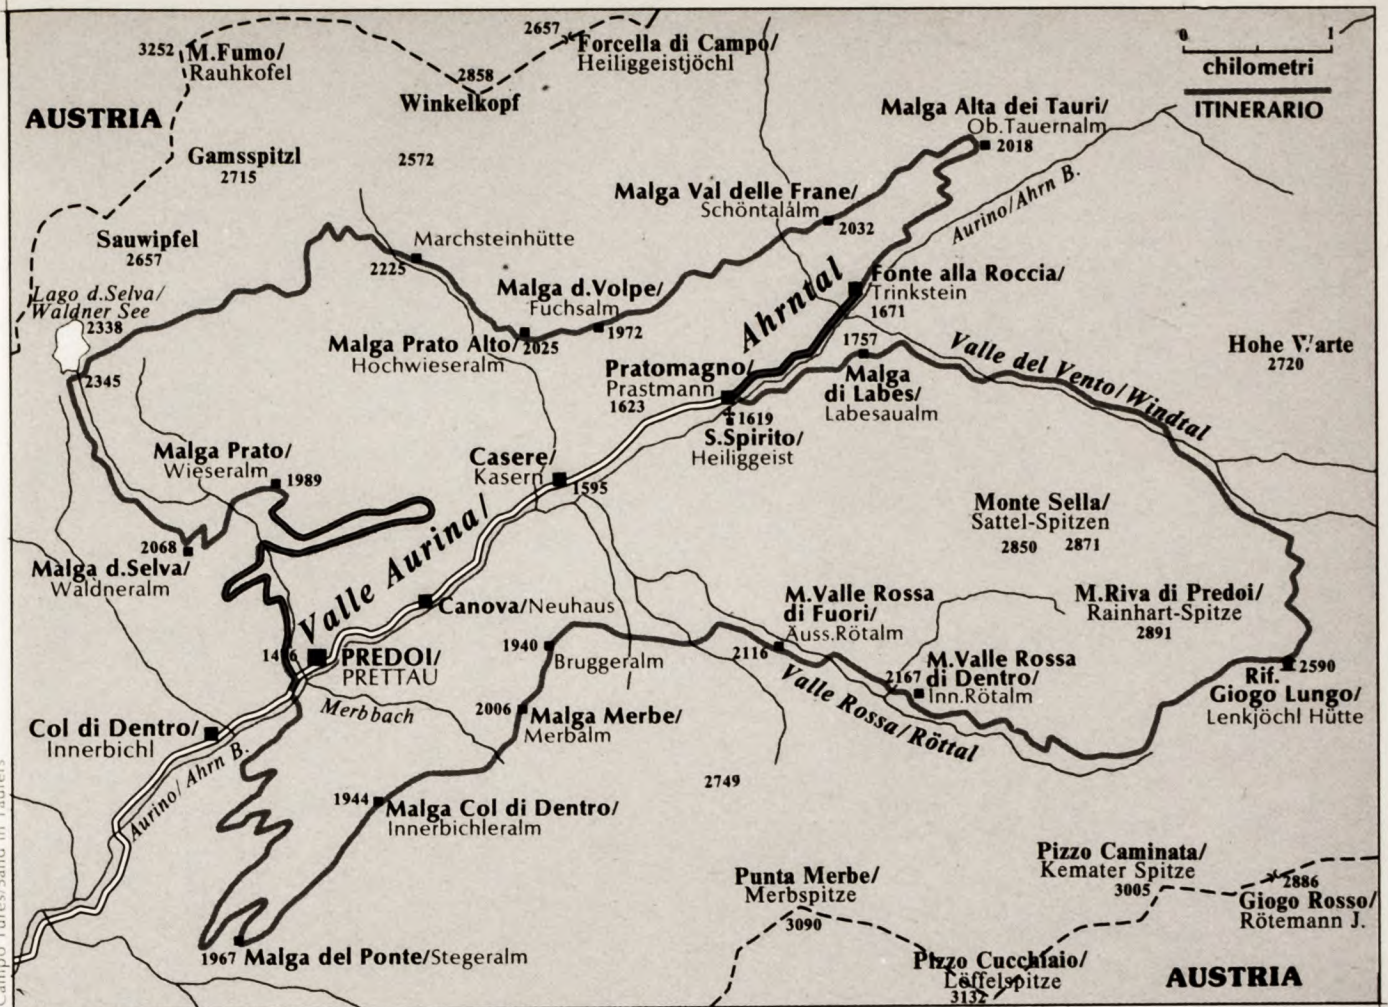 2657
Forcella di Campo/
Heiliggeistjöchl
3252 M.Fumo/
Rauhkofel
2858
Winkelkopf
0 1
chilometri
ITINERARIO
AUSTRIA
Malga Alta dei Tauri/
Ob.Tauernalm
2018
Gamsspitzl
2715
2572
Malga Val delle Frane/
Schöntalalm
2032
Aurino/Ahrn B.
Sauwipfel
2657
Marchsteinhütte
2225
Fonte alla Roccia/
Trinkstein
1671
Lago d.Selva/
Waldner See
2338
Malga d.Volpe/
Fuchsalm
1972
Malga Prato Alto/
2025
Hochwieseralm
Valle Aurina/
Ahrntal
1757
Malga
di Labes/
Labesaualm
Valle del Vento/Windtal
Hohe Warte
2720
2345
Pratomagno/
Prastmann
1623
1619
S.Spirito/
Heiliggeist
Malga Prato/
Wieseralm
1989
Casere/
Kasern
1595
Monte Sella/
Sattel-Spitzen
2850 2871
2068
Malga d.Selva/
Waldneralm
Canova/Neuhaus
M.Valle Rossa
di Fuori/
Äuss.Rötalm
2116
M.Riva di Predoi/
Rainhart-Spitze
2891
1940
Bruggeralm
PREDOI/
PRETTAU
M.Valle Rossa
di Dentro/
2167
Inn.Rötalm
2590
Rif.
Giogo Lungo/
Lenkjöchl Hütte
Valle Rossa/Röttal
Merbbach
2006 Malga Merbe/
Merbalm
Col di Dentro/
Innerbichl
Aurino/Ahrn B.
1944 Malga Col di Dentro/
Innerbichleralm
2749
Punta Merbe/
Merbspitze
3090
Pizzo Caminata/
Kemater Spitze
3005
2886
Giogo Rosso/
Rötemann J.
1967 Malga del Ponte/Stegeralm
Pizzo Cucchiaio/
Löffelspitze
3132
AUSTRIA
Campo Tures/Sand in Taufers